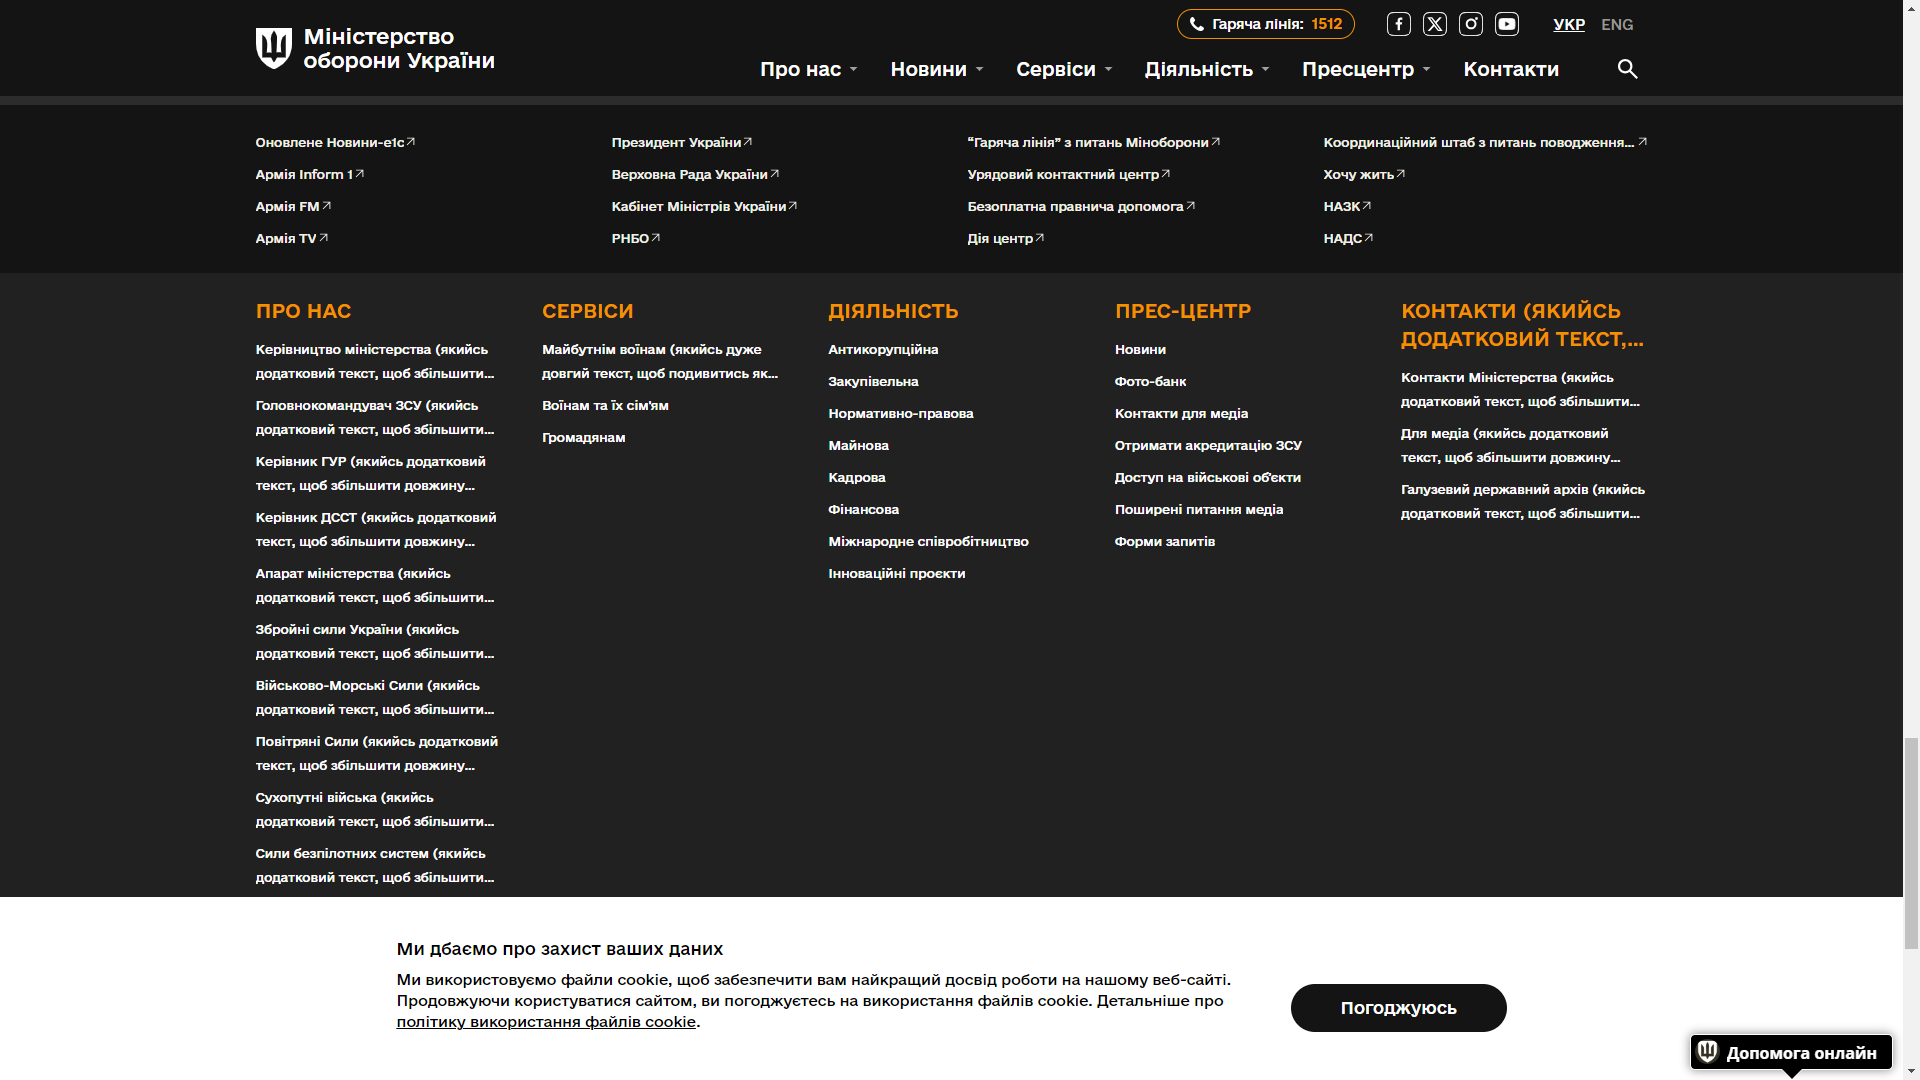 Міністерство
оборони України
Гаряча лінія: 1512
УКР ENG
Про нас Новини Сервіси Діяльність Пресцентр Контакти
Оновлене Новини-е1с
Армія Inform 1
Армія FM
Армія TV
Президент України
Верховна Рада України
Кабінет Міністрів України
РНБО
“Гаряча лінія” з питань Міноборони
Урядовий контактний центр
Безоплатна правнича допомога
Дія центр
Координаційний штаб з питань поводження...
Хочу жить
НАЗК
НАДС
ПРО НАС
Керівництво міністерства (якийсь
додатковий текст, щоб збільшити...
Головнокомандувач ЗСУ (якийсь
додатковий текст, щоб збільшити...
Керівник ГУР (якийсь додатковий
текст, щоб збільшити довжину...
Керівник ДССТ (якийсь додатковий
текст, щоб збільшити довжину...
Апарат міністерства (якийсь
додатковий текст, щоб збільшити...
Збройні сили України (якийсь
додатковий текст, щоб збільшити...
Військово-Морські Сили (якийсь
додатковий текст, щоб збільшити...
Повітряні Сили (якийсь додатковий
текст, щоб збільшити довжину...
Сухопутні війська (якийсь
додатковий текст, щоб збільшити...
Сили безпілотних систем (якийсь
додатковий текст, щоб збільшити...
СЕРВІСИ
Майбутнім воїнам (якийсь дуже
довгий текст, щоб подивитись як...
Воїнам та їх сім'ям
Громадянам
ДІЯЛЬНІСТЬ
Антикорупційна
Закупівельна
Нормативно-правова
Майнова
Кадрова
Фінансова
Міжнародне співробітництво
Інноваційні проєкти
ПРЕС-ЦЕНТР
Новини
Фото-банк
Контакти для медіа
Отримати акредитацію ЗСУ
Доступ на військові об'єкти
Поширені питання медіа
Форми запитів
КОНТАКТИ (ЯКИЙСЬ
ДОДАТКОВИЙ ТЕКСТ,...
Контакти Міністерства (якийсь
додатковий текст, щоб збільшити...
Для медіа (якийсь додатковий
текст, щоб збільшити довжину...
Галузевий державний архів (якийсь
додатковий текст, щоб збільшити...
Ми дбаємо про захист ваших даних
Ми використовуємо файли cookie, щоб забезпечити вам найкращий досвід роботи на нашому веб-сайті.
Продовжуючи користуватися сайтом, ви погоджуєтесь на використання файлів cookie. Детальніше про
політику використання файлів cookie.
Погоджуюсь
Допомога онлайн